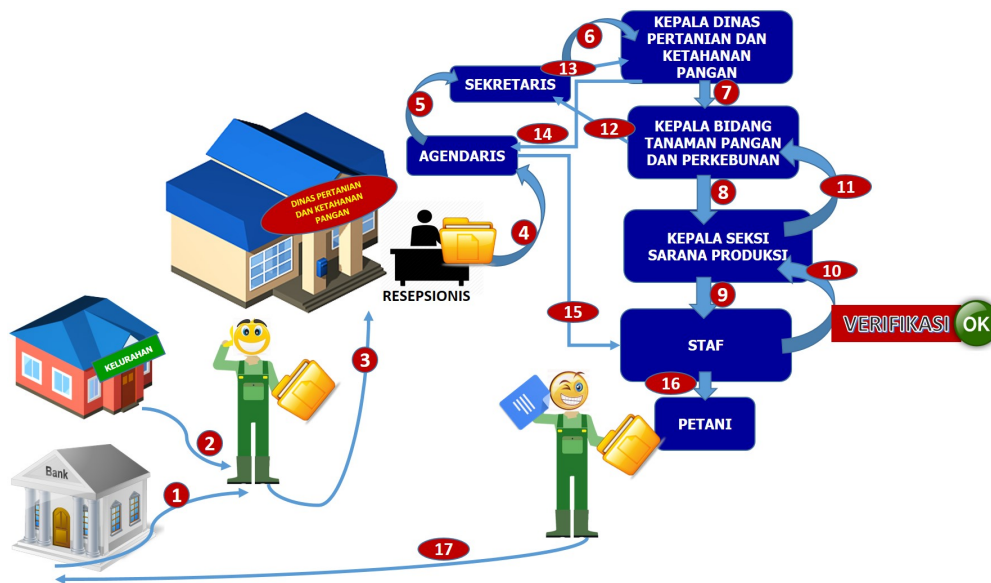 6
KEPALA DINAS
PERTANIAN DAN
KETAHANAN
PANGAN
13
SEKRETARIS
5
7
14
12
KEPALA BIDANG
TANAMAN PANGAN
DAN PERKEBUNAN
AGENDARIS
DINAS PERTANIAN
DAN KETAHANAN
PANGAN
8
11
4
KEPALA SEKSI
SARANA PRODUKSI
10
RESEPSIONIS
9
15
VERIFIKASI
OK
STAF
KELURAHAN
3
16
PETANI
2
Bank
1
17